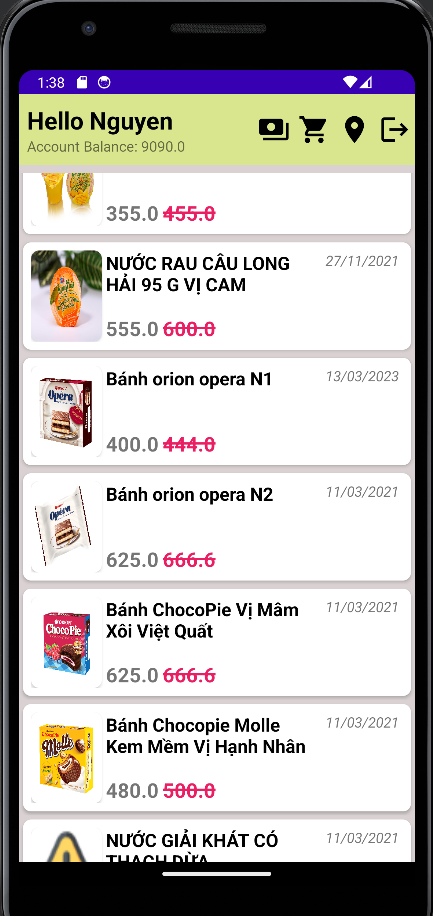 1:38
Hello Nguyen
Account Balance: 9090.0
355.0 455.0
NƯỚC RAU CÂU LONG
HẢI 95 G VỊ CAM
27/11/2021
555.0 600.0
Bánh orion opera N1
13/03/2023
Opera
400.0 444.0
Bánh orion opera N2
11/03/2021
Opera
625.0 666.6
Bánh ChocoPie Vị Mâm
Xôi Việt Quất
11/03/2021
ChocoPie
625.0 666.6
Bánh Chocopie Molle
Kem Mềm Vị Hạnh Nhân
11/03/2021
Molle
480.0 500.0
NƯỚC GIẢI KHÁT CÓ
THẠCH DỪA
11/03/2021